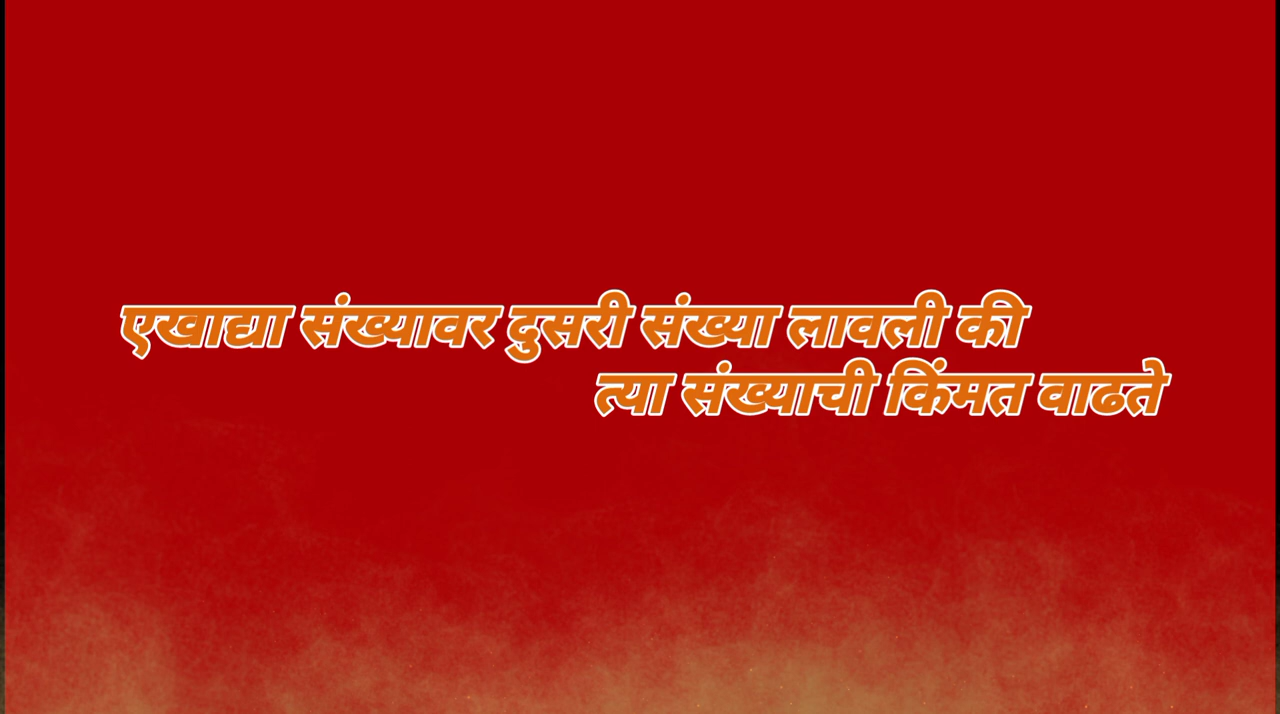 एखाद्या संख्यावर दुसरी संख्या लावली की
त्या संख्याची किंमत वाढते